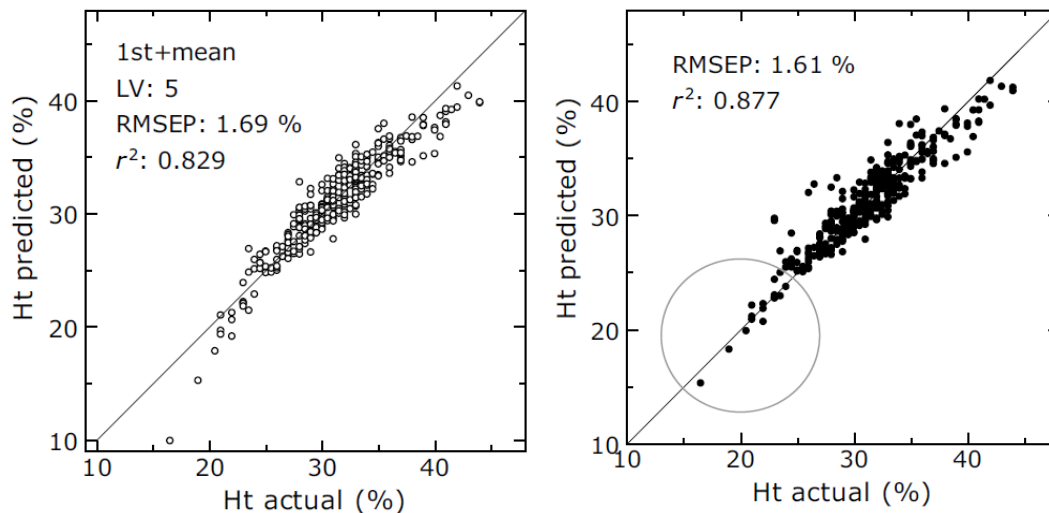 1st+mean
LV: 5
RMSEP: 1.69 %
r²: 0.829
Ht predicted (%)
40
30
20
10
10 20 30 40
Ht actual (%)
RMSEP: 1.61 %
r²: 0.877
Ht predicted (%)
40
30
20
10
10 20 30 40
Ht actual (%)